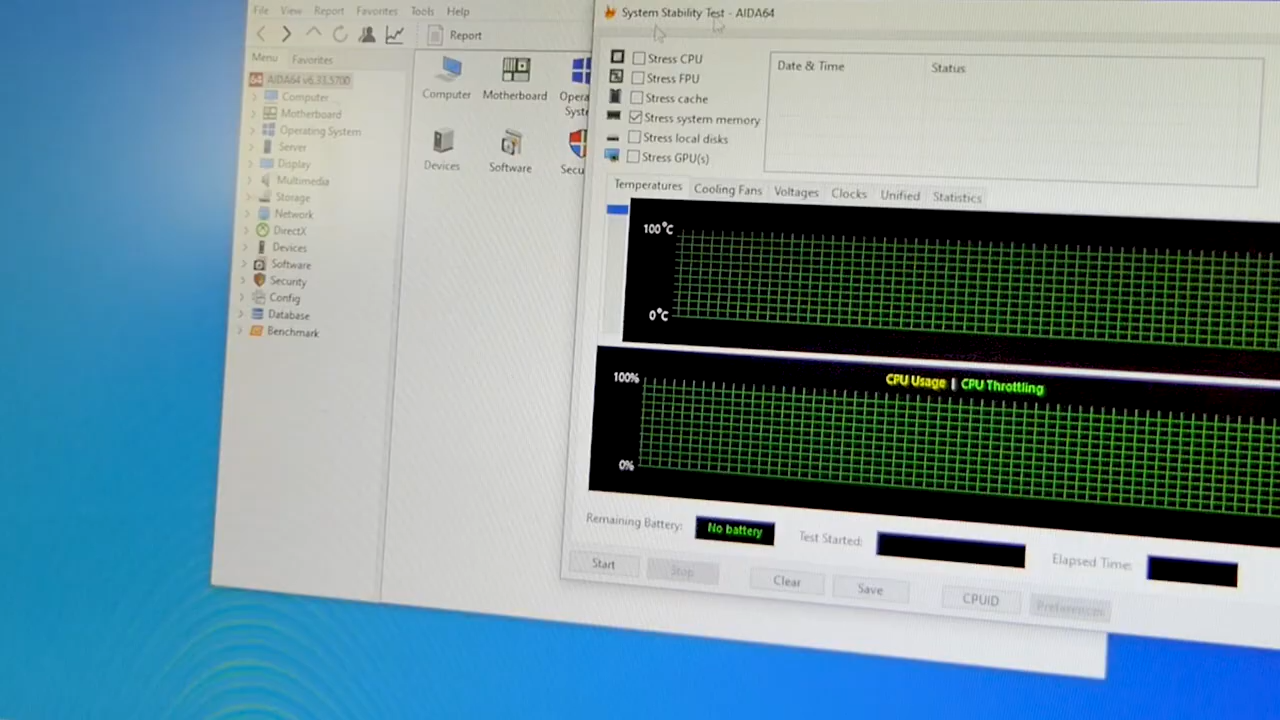 File View Report Favorites Tools Help
Report
Menu Favorites
64 AIDA64 v6.33.5700
Computer
Motherboard
Operating System
Server
Display
Multimedia
Storage
Network
DirectX
Devices
Software
Security
Config
Database
Benchmark
Computer Motherboard Opera
Syste
Devices Software Secu
System Stability Test - AIDA64
Stress CPU
Stress FPU
Stress cache
Stress system memory
Stress local disks
Stress GPU(s)
Date & Time Status
Temperatures Cooling Fans Voltages Clocks Unified Statistics
100°C
0°C
100% CPU Usage | CPU Throttling
0%
Remaining Battery: No battery Test Started: Elapsed Time:
Start Stop Clear Save CPUID Preferences